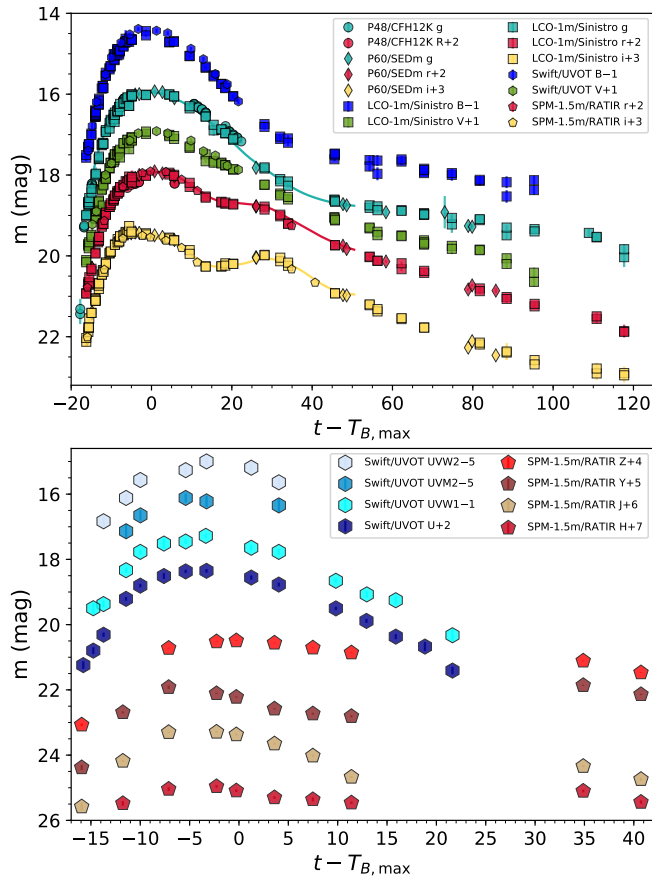 P48/CFH12K g
P48/CFH12K R+2
P60/SEDm g
P60/SEDm r+2
P60/SEDm i+3
LCO-1m/Sinistro B−1
LCO-1m/Sinistro V+1
LCO-1m/Sinistro g
LCO-1m/Sinistro r+2
LCO-1m/Sinistro i+3
Swift/UVOT B−1
Swift/UVOT V+1
SPM-1.5m/RATIR r+2
SPM-1.5m/RATIR i+3
14
16
18
20
22
m (mag)
−20 0 20 40 60 80 100 120
t − T_{B, max}
Swift/UVOT UVW2−5
Swift/UVOT UVM2−5
Swift/UVOT UVW1−1
Swift/UVOT U+2
SPM-1.5m/RATIR Z+4
SPM-1.5m/RATIR Y+5
SPM-1.5m/RATIR J+6
SPM-1.5m/RATIR H+7
14
16
18
20
22
24
26
m (mag)
−15 −10 −5 0 5 10 15 20 25 30 35 40
t − T_{B, max}